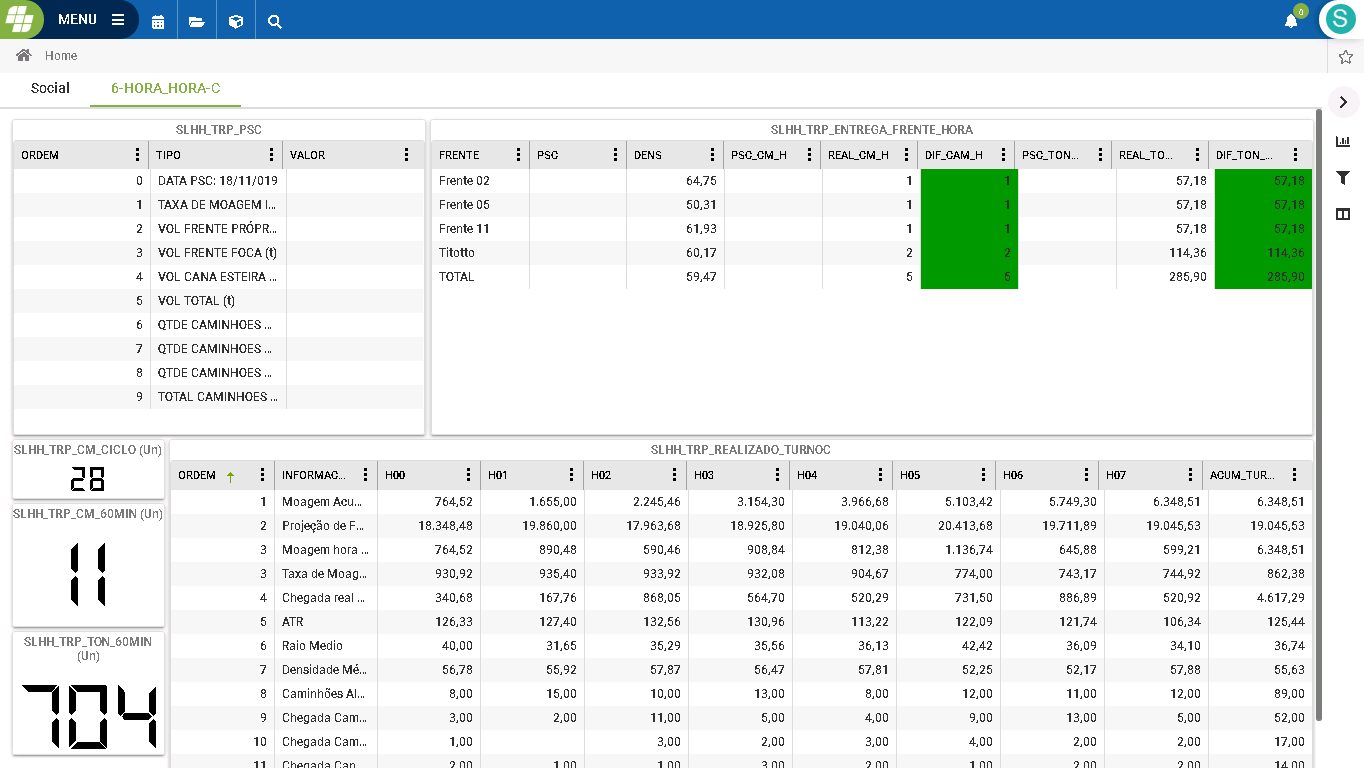 MENU
0
S
Home
Social 6-HORA_HORA-C
SLHH_TRP_PSC
ORDEM TIPO VALOR
0 DATA PSC: 18/11/019
1 TAXA DE MOAGEM I...
2 VOL FRENTE PRÓPR...
3 VOL FRENTE FOCA (t)
4 VOL CANA ESTEIRA ...
5 VOL TOTAL (t)
6 QTDE CAMINHOES ...
7 QTDE CAMINHOES ...
8 QTDE CAMINHOES ...
9 TOTAL CAMINHOES ...
SLHH_TRP_ENTREGA_FRENTE_HORA
FRENTE PSC DENS PSC_CM_H REAL_CM_H DIF_CAM_H PSC_TON... REAL_TO... DIF_TON_...
Frente 02 64,75 1 1 57,18 57,18
Frente 05 50,31 1 1 57,18 57,18
Frente 11 61,93 1 1 57,18 57,18
Titotto 60,17 2 2 114,36 114,36
TOTAL 59,47 5 5 285,90 285,90
SLHH_TRP_CM_CICLO (Un)
28
SLHH_TRP_CM_60MIN (Un)
11
SLHH_TRP_TON_60MIN
(Un)
704
SLHH_TRP_REALIZADO_TURNOC
ORDEM INFORMAC... H00 H01 H02 H03 H04 H05 H06 H07 ACUM_TUR...
1 Moagem Acu... 764,52 1.655,00 2.245,46 3.154,30 3.966,68 5.103,42 5.749,30 6.348,51 6.348,51
2 Projeção de F... 18.348,48 19.860,00 17.963,68 18.925,80 19.040,06 20.413,68 19.711,89 19.045,53 19.045,53
3 Moagem hora ... 764,52 890,48 590,46 908,84 812,38 1.136,74 645,88 599,21 6.348,51
3 Taxa de Moag... 930,92 935,40 933,92 932,08 904,67 774,00 743,17 744,92 862,38
4 Chegada real ... 340,68 167,76 868,05 564,70 520,29 731,50 886,89 520,92 4.617,29
5 ATR 126,33 127,40 132,56 130,96 113,22 122,09 121,74 106,34 125,44
6 Raio Medio 40,00 31,65 35,29 35,56 36,13 42,42 36,09 34,10 36,74
7 Densidade Mé... 56,78 55,92 57,87 56,47 57,81 52,25 52,17 57,88 55,63
8 Caminhões Al... 8,00 15,00 10,00 13,00 8,00 12,00 11,00 12,00 89,00
9 Chegada Cam... 3,00 2,00 11,00 5,00 4,00 9,00 13,00 5,00 52,00
10 Chegada Cam... 1,00 3,00 2,00 3,00 4,00 2,00 2,00 17,00
11 Chegada Can... 2,00 1,00 1,00 3,00 2,00 1,00 2,00 2,00 14,00